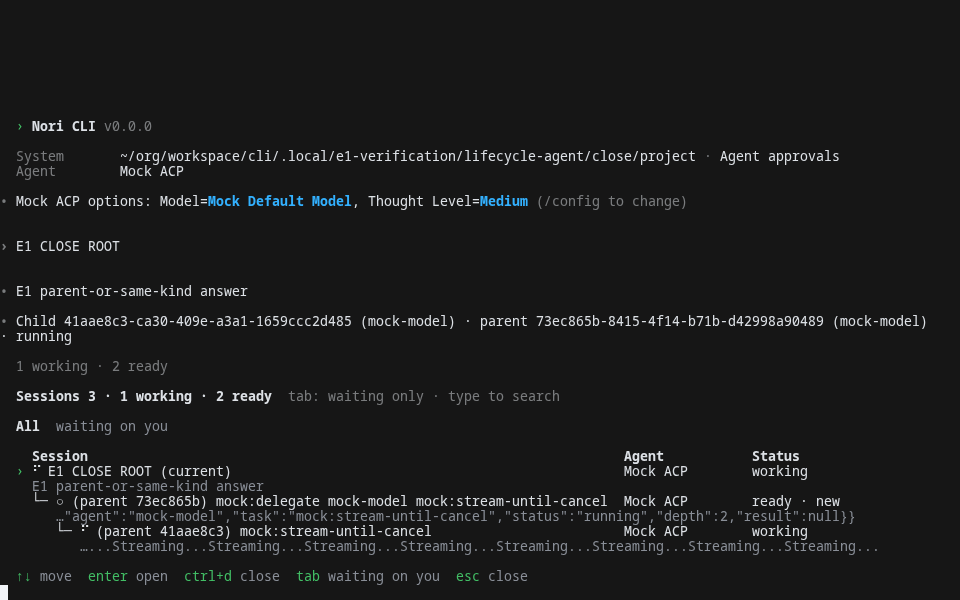 › Nori CLI v0.0.0
System ~/org/workspace/cli/.local/e1-verification/lifecycle-agent/close/project · Agent approvals
Agent Mock ACP
• Mock ACP options: Model=Mock Default Model, Thought Level=Medium (/config to change)
› E1 CLOSE ROOT
• E1 parent-or-same-kind answer
• Child 41aae8c3-ca30-409e-a3a1-1659ccc2d485 (mock-model) · parent 73ec865b-8415-4f14-b71b-d42998a90489 (mock-model)
· running
1 working · 2 ready
Sessions 3 · 1 working · 2 ready tab: waiting only · type to search
All waiting on you
Session Agent Status
› ⠋ E1 CLOSE ROOT (current) Mock ACP working
E1 parent-or-same-kind answer
└─ ○ (parent 73ec865b) mock:delegate mock-model mock:stream-until-cancel Mock ACP ready · new
…"agent":"mock-model","task":"mock:stream-until-cancel","status":"running","depth":2,"result":null}}
└─ ⠋ (parent 41aae8c3) mock:stream-until-cancel Mock ACP working
…...Streaming...Streaming...Streaming...Streaming...Streaming...Streaming...Streaming...Streaming...
↑↓ move enter open ctrl+d close tab waiting on you esc close